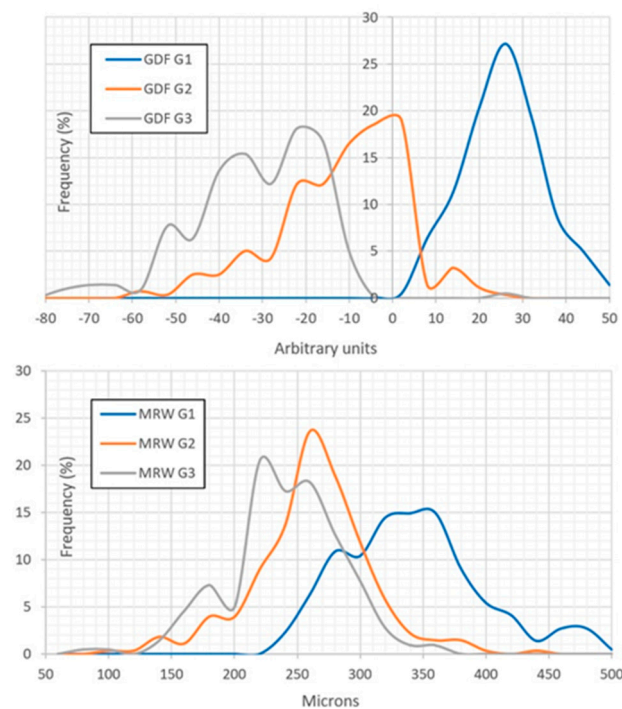 30
25
20
15
10
5
0
Frequency (%)
GDF G1
GDF G2
GDF G3
-80 -70 -60 -50 -40 -30 -20 -10 0 10 20 30 40 50
Arbitrary units
30
25
20
15
10
5
0
Frequency (%)
MRW G1
MRW G2
MRW G3
50 100 150 200 250 300 350 400 450 500
Microns